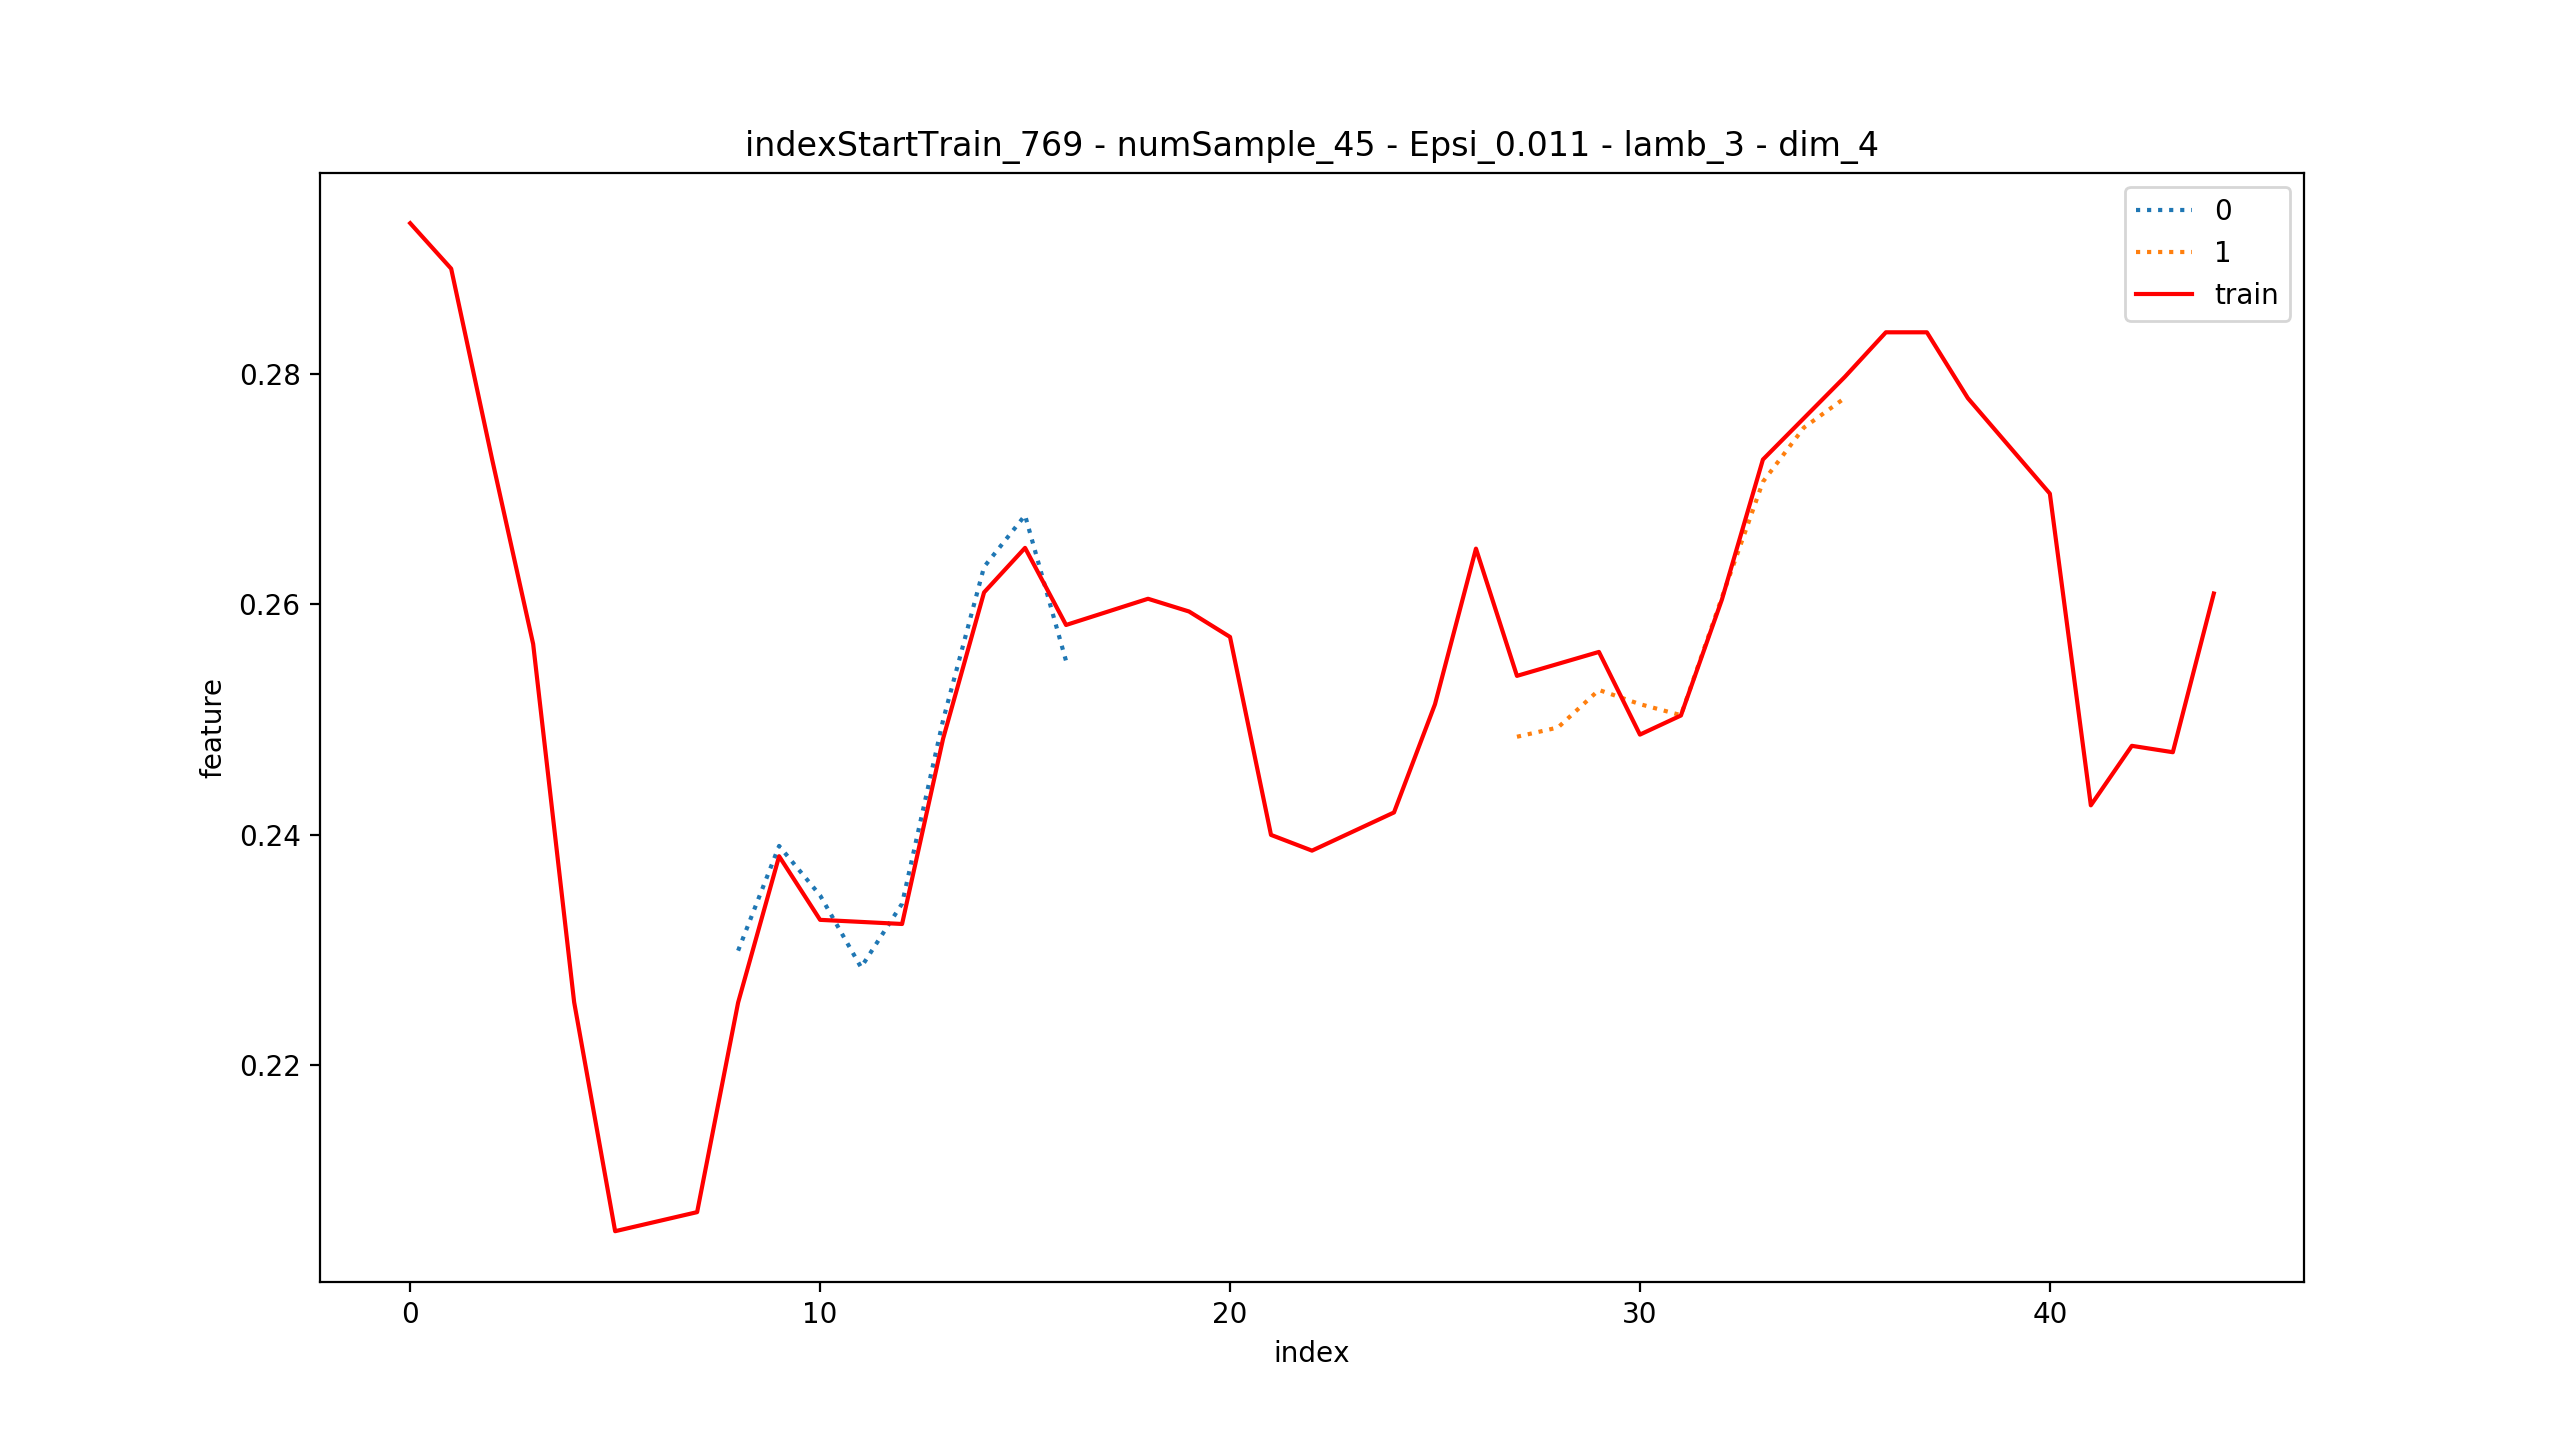 indexStartTrain_769 - numSample_45 - Epsi_0.011 - lamb_3 - dim_4
0
1
train
0.28
0.26
0.24
0.22
feature
0 10 20 30 40
index